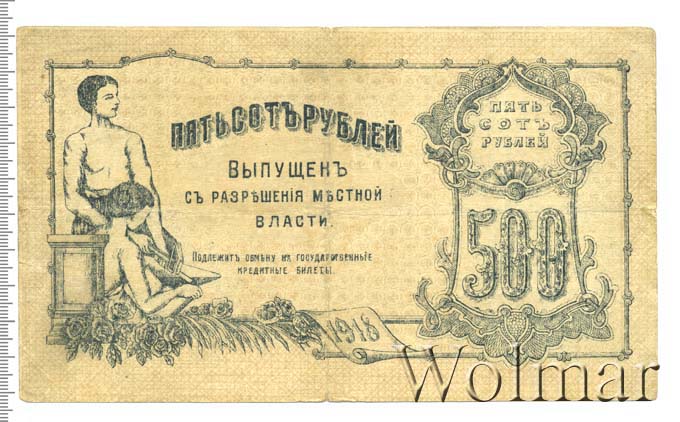 ПЯТЬСОТЪ РУБЛЕЙ
ВЫПУЩЕНЪ
СЪ РАЗРѢШЕНІЯ МѢСТНОЙ
ВЛАСТИ.
ПОДЛЕЖИТЪ ОБМѢНУ НА ГОСУДАРСТВЕННЫЕ
КРЕДИТНЫЕ БИЛЕТЫ.
ПЯТЬ
СОТЪ
РУБЛЕЙ
500
1918
Wolmar